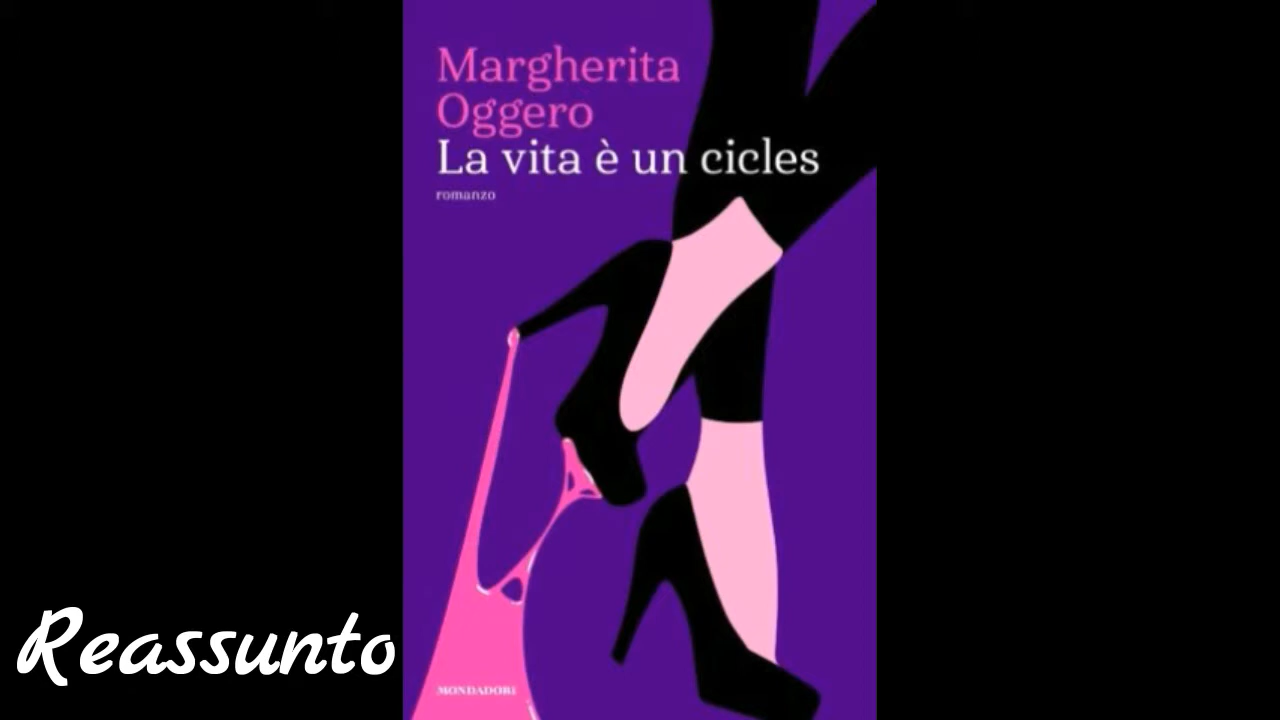 Margherita
Oggero
La vita è un cicles
romanzo
Reassunto
MONDADORI